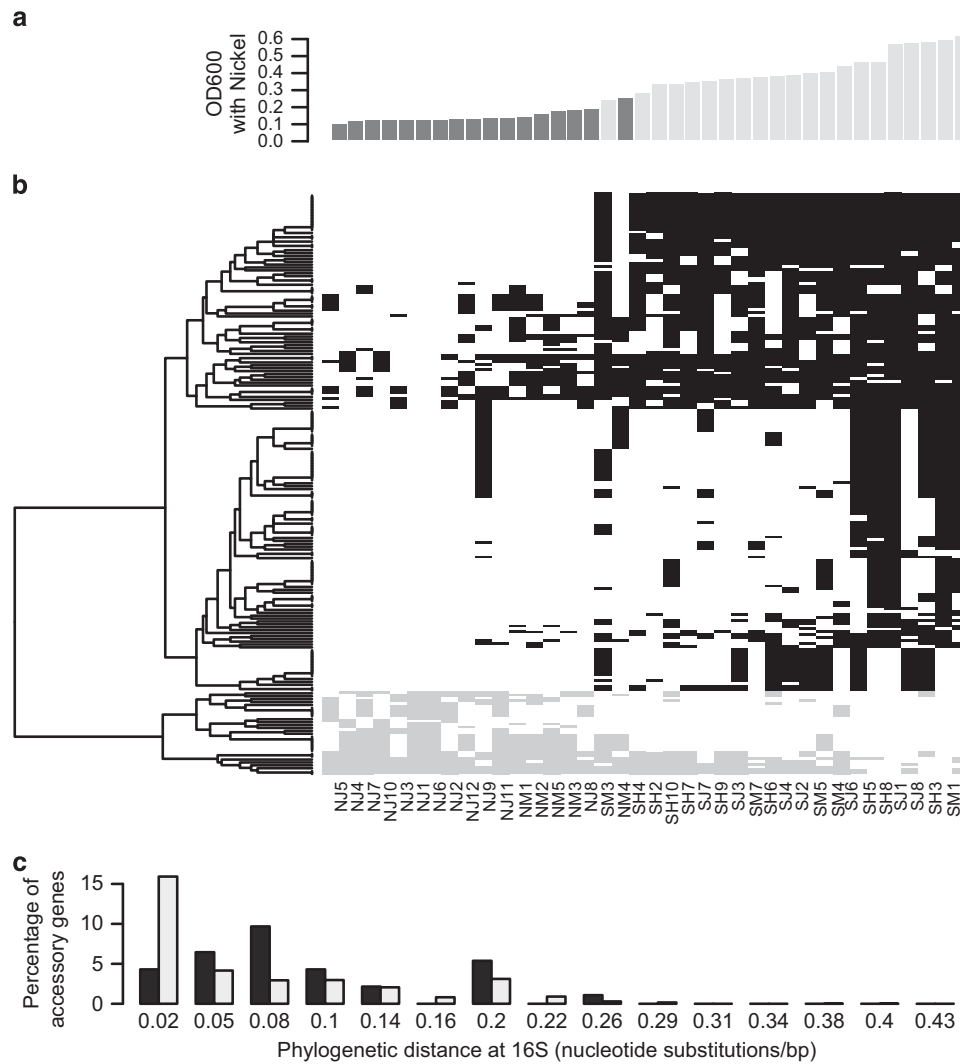 a
OD600
with Nickel
0.6
0.5
0.4
0.3
0.2
0.1
0.0
b
NJ5
NJ4
NJ7
NJ10
NJ3
NJ1
NJ6
NJ2
NJ12
NJ9
NJ11
NM1
NM2
NM5
NM3
NJ8
SM3
NM4
SH4
SH2
SH10
SH7
SJ7
SH9
SJ3
SM7
SH6
SJ4
SJ2
SM5
SM4
SJ6
SH5
SH8
SJ1
SJ8
SH3
SM1
c
Percentage of
accessory genes
15
10
5
0
0.02 0.05 0.08 0.1 0.14 0.16 0.2 0.22 0.26 0.29 0.31 0.34 0.38 0.4 0.43
Phylogenetic distance at 16S (nucleotide substitutions/bp)